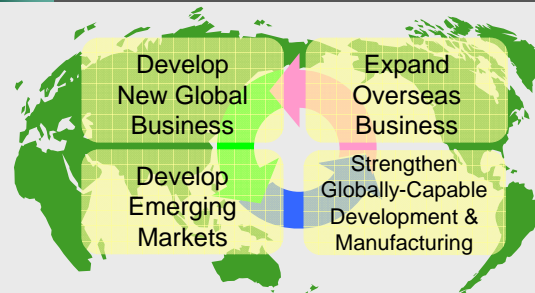 Develop
New Global
Business
Expand
Overseas
Business
Develop
Emerging
Markets
Strengthen
Globally-Capable
Development &
Manufacturing